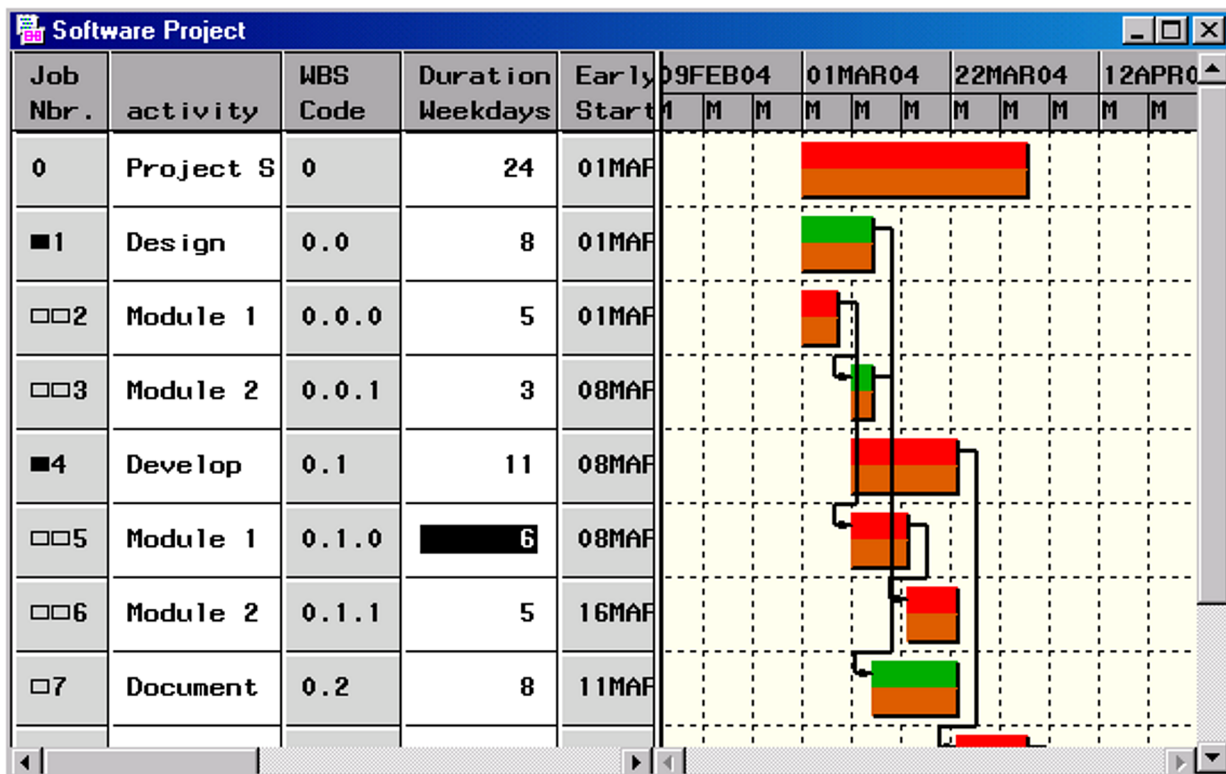 Software Project
Job Nbr. activity WBS Code Duration Weekdays Early Start 09FEB04 01MAR04 22MAR04 12APR0
M M M M M M M M M M M
0 Project S 0 24 01MAR
1 Design 0.0 8 01MAR
2 Module 1 0.0.0 5 01MAR
3 Module 2 0.0.1 3 08MAR
4 Develop 0.1 11 08MAR
5 Module 1 0.1.0 6 08MAR
6 Module 2 0.1.1 5 16MAR
7 Document 0.2 8 11MAR